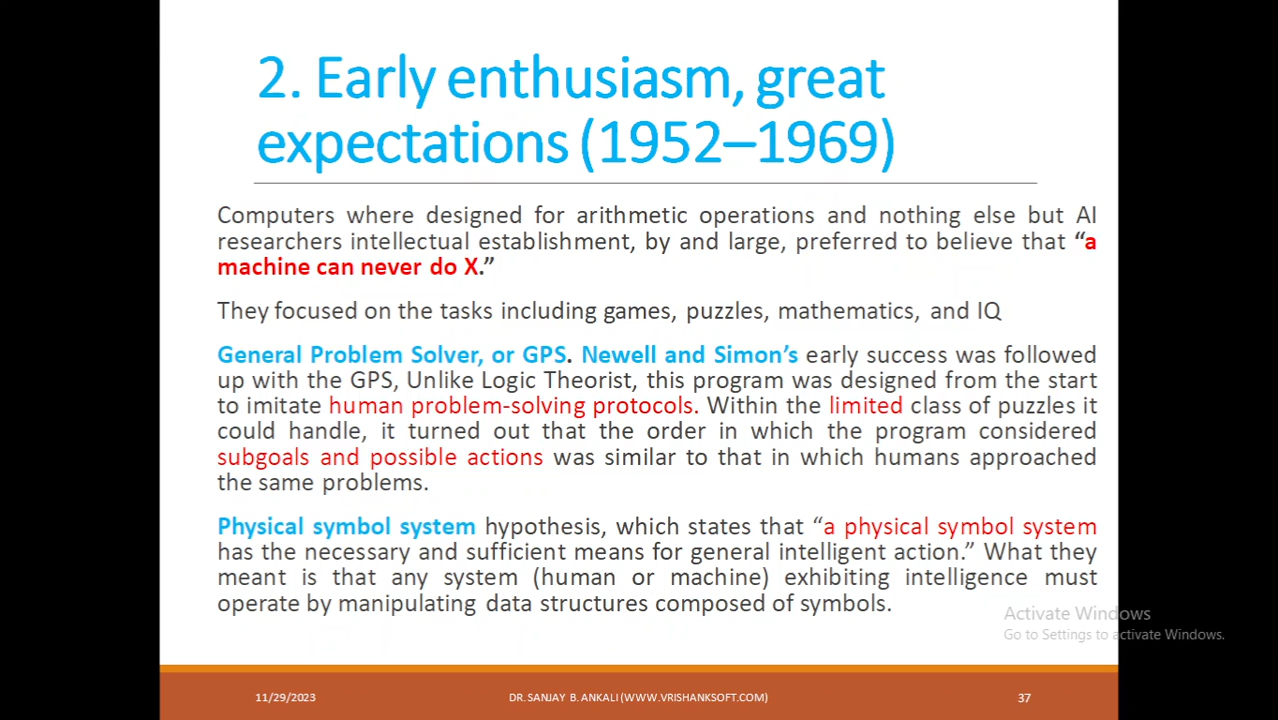 2. Early enthusiasm, great
expectations (1952–1969)
Computers where designed for arithmetic operations and nothing else but AI
researchers intellectual establishment, by and large, preferred to believe that “a
machine can never do X.”
They focused on the tasks including games, puzzles, mathematics, and IQ
General Problem Solver, or GPS. Newell and Simon’s early success was followed
up with the GPS, Unlike Logic Theorist, this program was designed from the start
to imitate human problem-solving protocols. Within the limited class of puzzles it
could handle, it turned out that the order in which the program considered
subgoals and possible actions was similar to that in which humans approached
the same problems.
Physical symbol system hypothesis, which states that “a physical symbol system
has the necessary and sufficient means for general intelligent action.” What they
meant is that any system (human or machine) exhibiting intelligence must
operate by manipulating data structures composed of symbols.
Activate Windows
Go to Settings to activate Windows.
11/29/2023
DR. SANJAY B. ANKALI (WWW.VRISHANKSOFT.COM)
37